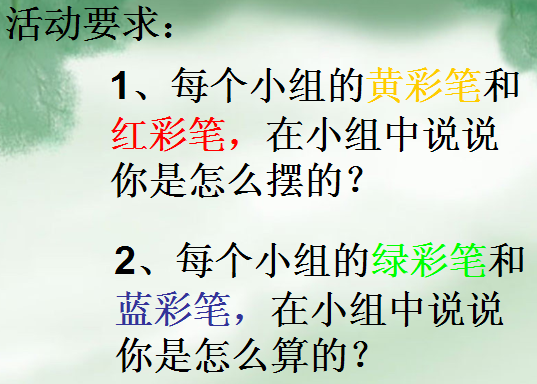 活动要求：
1、每个小组的黄彩笔和
红彩笔，在小组中说说
你是怎么摆的？
2、每个小组的绿彩笔和
蓝彩笔，在小组中说说
你是怎么算的？